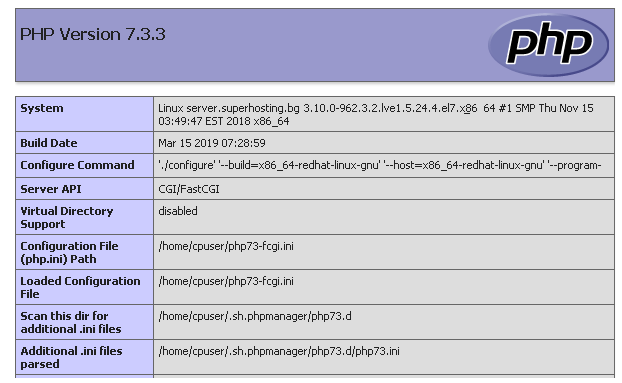 PHP Version 7.3.3
php
System
Linux server.superhosting.bg 3.10.0-962.3.2.lve1.5.24.4.el7.x86_64 #1 SMP Thu Nov 15
03:49:47 EST 2018 x86_64
Build Date
Mar 15 2019 07:28:59
Configure Command
'./configure' '--build=x86_64-redhat-linux-gnu' '--host=x86_64-redhat-linux-gnu' '--program-
Server API
CGI/FastCGI
Virtual Directory
Support
disabled
Configuration File
(php.ini) Path
/home/cpuser/php73-fcgi.ini
Loaded Configuration
File
/home/cpuser/php73-fcgi.ini
Scan this dir for
additional .ini files
/home/cpuser/.sh.phpmanager/php73.d
Additional .ini files
parsed
/home/cpuser/.sh.phpmanager/php73.d/php73.ini